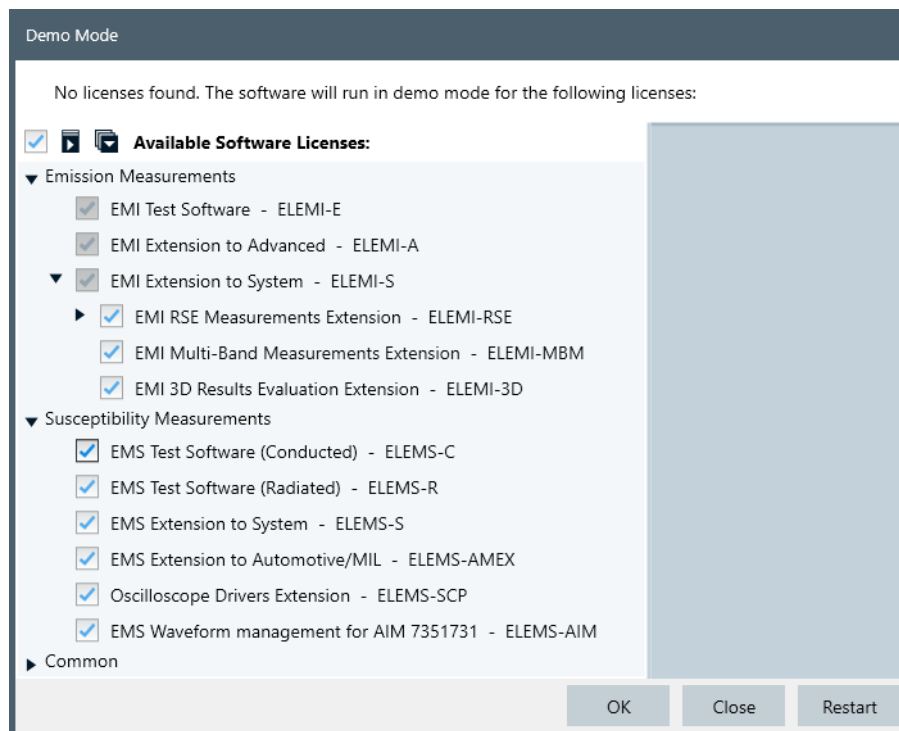 Demo Mode
No licenses found. The software will run in demo mode for the following licenses:
Available Software Licenses:
Emission Measurements
EMI Test Software - ELEMI-E
EMI Extension to Advanced - ELEMI-A
EMI Extension to System - ELEMI-S
EMI RSE Measurements Extension - ELEMI-RSE
EMI Multi-Band Measurements Extension - ELEMI-MBM
EMI 3D Results Evaluation Extension - ELEMI-3D
Susceptibility Measurements
EMS Test Software (Conducted) - ELEMS-C
EMS Test Software (Radiated) - ELEMS-R
EMS Extension to System - ELEMS-S
EMS Extension to Automotive/MIL - ELEMS-AMEX
Oscilloscope Drivers Extension - ELEMS-SCP
EMS Waveform management for AIM 7351731 - ELEMS-AIM
Common
OK Close Restart